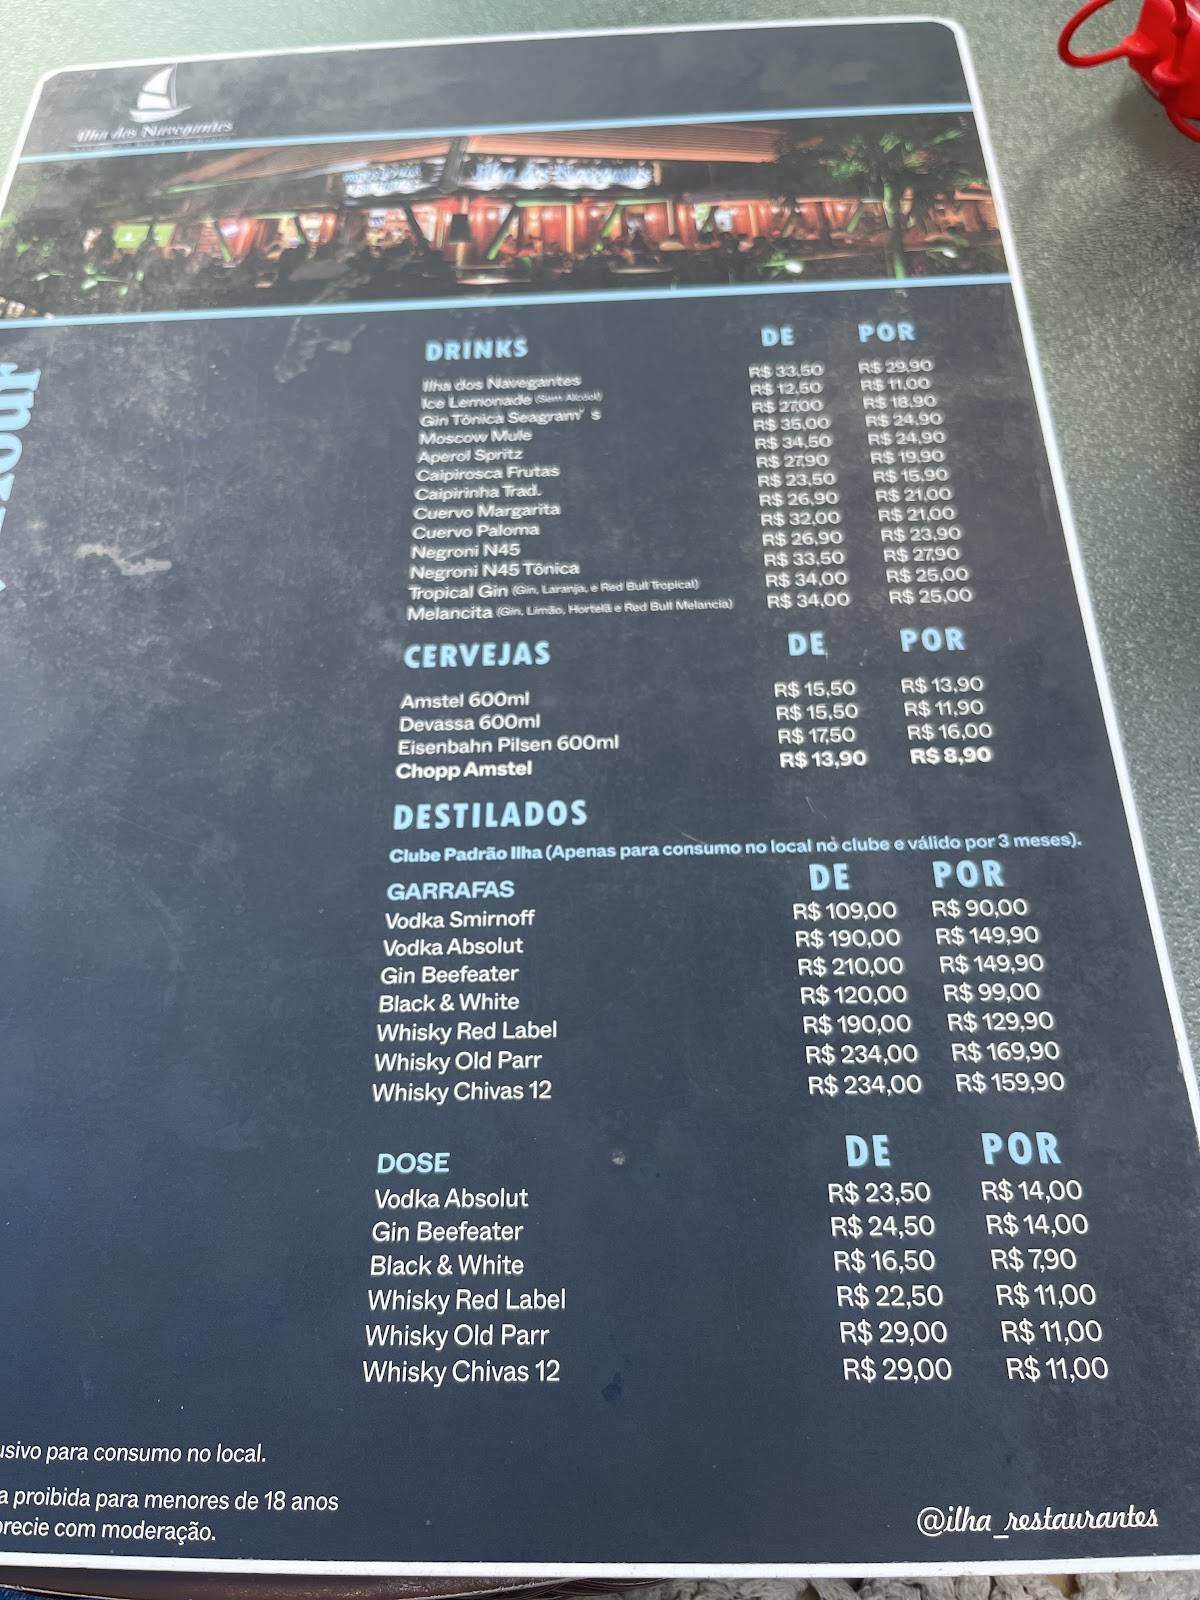 Ilha dos Navegantes
Ilha dos Navegantes
DRINKS DE POR
Ilha dos Navegantes R$ 33,50 R$ 29,90
Ice Lemonade (Sem Alcóol) R$ 12,50 R$ 11,00
Gin Tônica Seagram' s R$ 27,00 R$ 18,90
Moscow Mule R$ 35,00 R$ 24,90
Aperol Spritz R$ 34,50 R$ 24,90
Caipirosca Frutas R$ 27,90 R$ 19,90
Caipirinha Trad. R$ 23,50 R$ 15,90
Cuervo Margarita R$ 26,90 R$ 21,00
Cuervo Paloma R$ 32,00 R$ 21,00
Negroni N45 R$ 26,90 R$ 23,90
Negroni N45 Tônica R$ 33,50 R$ 27,90
Tropical Gin (Gin, Laranja, e Red Bull Tropical) R$ 34,00 R$ 25,00
Melancita (Gin, Limão, Hortelã e Red Bull Melancia) R$ 34,00 R$ 25,00
CERVEJAS DE POR
Amstel 600ml R$ 15,50 R$ 13,90
Devassa 600ml R$ 15,50 R$ 11,90
Eisenbahn Pilsen 600ml R$ 17,50 R$ 16,00
Chopp Amstel R$ 13,90 R$ 8,90
DESTILADOS
Clube Padrão Ilha (Apenas para consumo no local no clube e válido por 3 meses).
GARRAFAS DE POR
Vodka Smirnoff R$ 109,00 R$ 90,00
Vodka Absolut R$ 190,00 R$ 149,90
Gin Beefeater R$ 210,00 R$ 149,90
Black & White R$ 120,00 R$ 99,00
Whisky Red Label R$ 190,00 R$ 129,90
Whisky Old Parr R$ 234,00 R$ 169,90
Whisky Chivas 12 R$ 234,00 R$ 159,90
DOSE DE POR
Vodka Absolut R$ 23,50 R$ 14,00
Gin Beefeater R$ 24,50 R$ 14,00
Black & White R$ 16,50 R$ 7,90
Whisky Red Label R$ 22,50 R$ 11,00
Whisky Old Parr R$ 29,00 R$ 11,00
Whisky Chivas 12 R$ 29,00 R$ 11,00
usivo para consumo no local.
a proibida para menores de 18 anos
precie com moderação.
@ilha_restaurantes